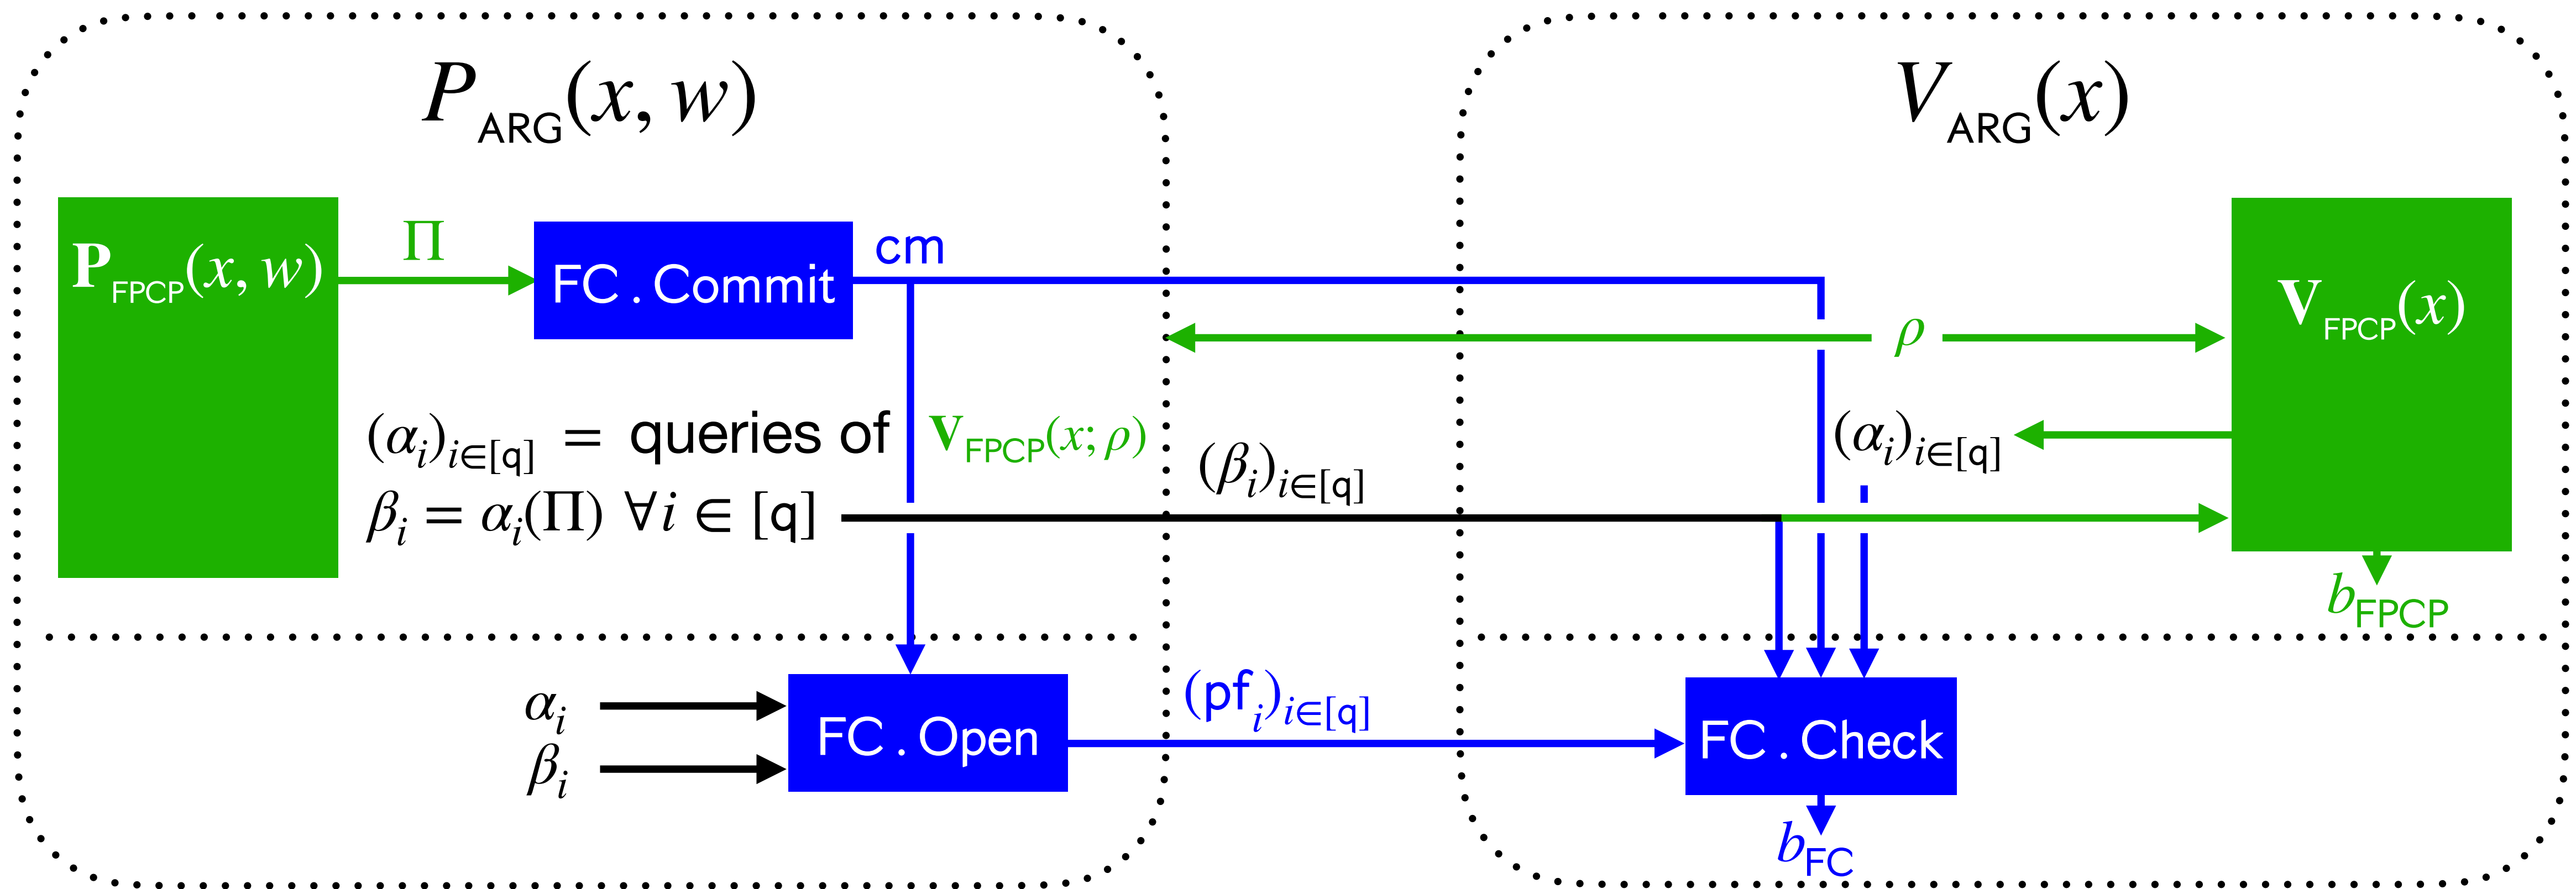 P_ARG(x, w)
V_ARG(x)
P_FPCP(x, w)
Π
FC.Commit
cm
V_FPCP(x)
ρ
(α_i)_{i∈[q]} = queries of V_FPCP(x; ρ)
(α_i)_{i∈[q]}
β_i = α_i(Π) ∀i ∈ [q]
(β_i)_{i∈[q]}
b_FPCP
α_i
β_i
FC.Open
(pf_i)_{i∈[q]}
FC.Check
b_FC